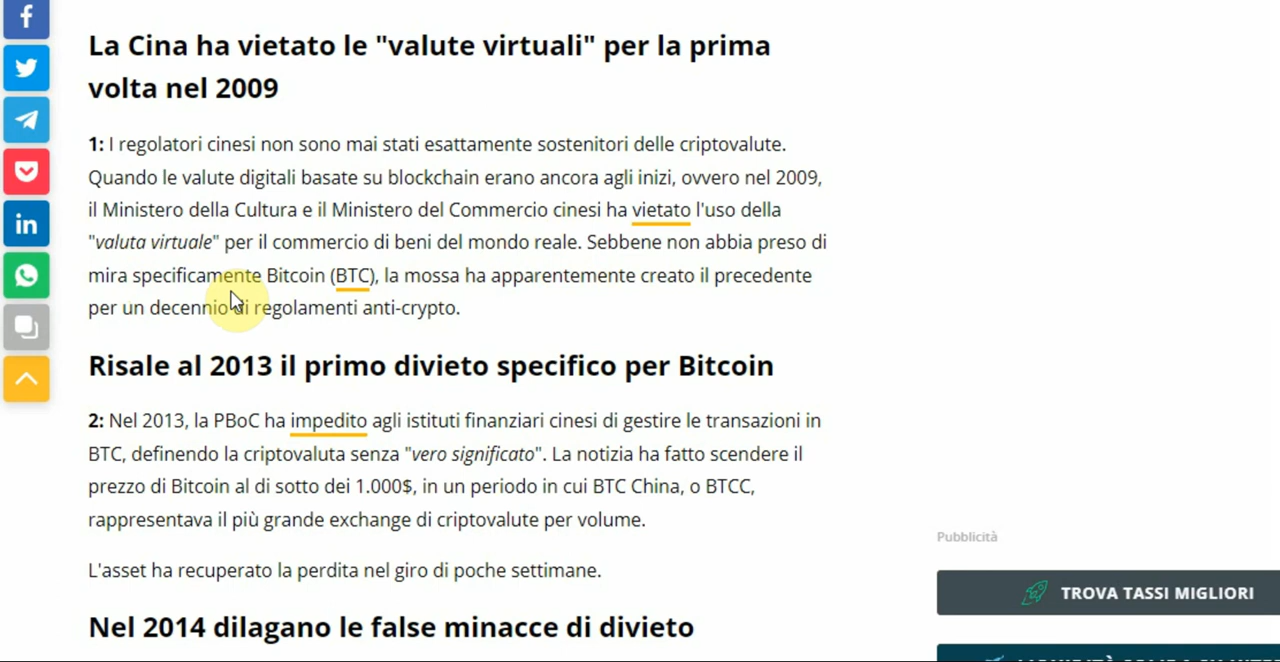 La Cina ha vietato le "valute virtuali" per la prima
volta nel 2009
1: I regolatori cinesi non sono mai stati esattamente sostenitori delle criptovalute.
Quando le valute digitali basate su blockchain erano ancora agli inizi, ovvero nel 2009,
il Ministero della Cultura e il Ministero del Commercio cinesi ha vietato l'uso della
"valuta virtuale" per il commercio di beni del mondo reale. Sebbene non abbia preso di
mira specificamente Bitcoin (BTC), la mossa ha apparentemente creato il precedente
per un decennio di regolamenti anti-crypto.
Risale al 2013 il primo divieto specifico per Bitcoin
2: Nel 2013, la PBoC ha impedito agli istituti finanziari cinesi di gestire le transazioni in
BTC, definendo la criptovaluta senza "vero significato". La notizia ha fatto scendere il
prezzo di Bitcoin al di sotto dei 1.000$, in un periodo in cui BTC China, o BTCC,
rappresentava il più grande exchange di criptovalute per volume.
L'asset ha recuperato la perdita nel giro di poche settimane.
Nel 2014 dilagano le false minacce di divieto
Pubblicità
TROVA TASSI MIGLIORI